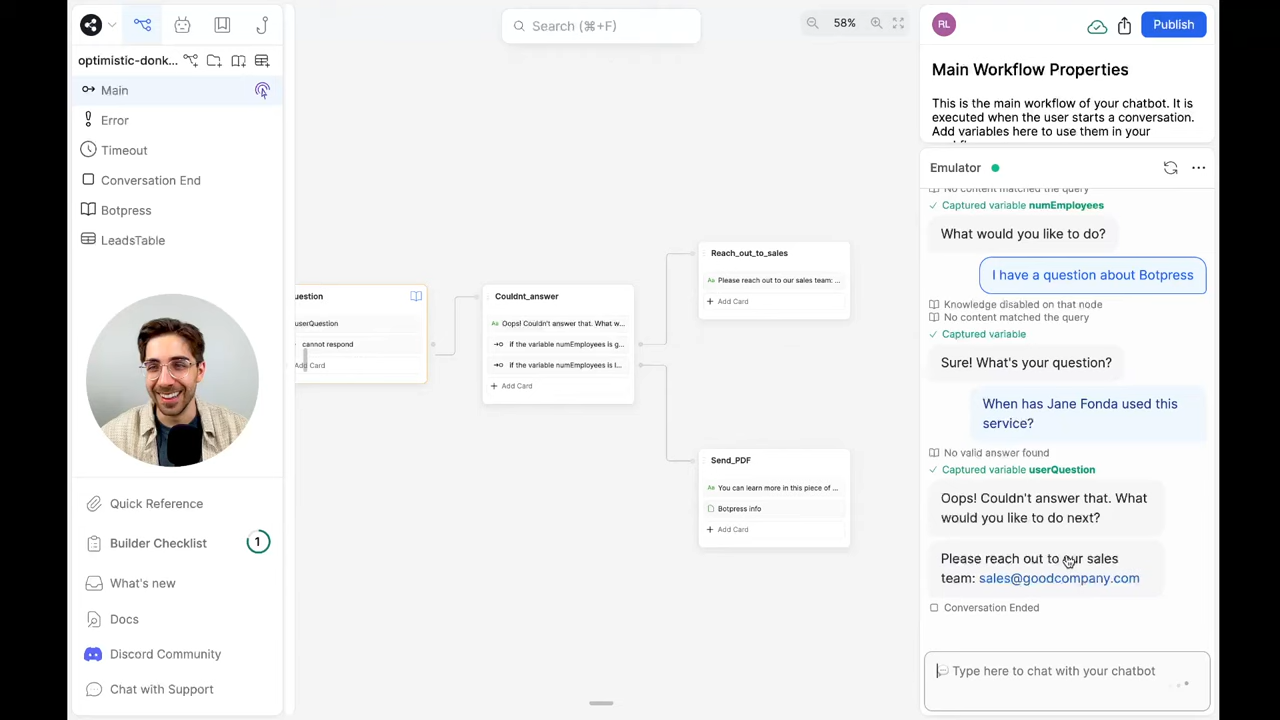 Search (⌘+F)
58%
RL
Publish
optimistic-donk...
Main
Error
Timeout
Conversation End
Botpress
LeadsTable
Quick Reference
Builder Checklist
1
What's new
Docs
Discord Community
Chat with Support
uestion
userQuestion
cannot respond
Add Card
Couldnt_answer
Oops! Couldn't answer that. What w...
if the variable numEmployees is g...
if the variable numEmployees is l...
Add Card
Reach_out_to_sales
Please reach out to our sales team: ...
Add Card
Send_PDF
You can learn more in this piece of ...
Botpress info
Add Card
Main Workflow Properties
This is the main workflow of your chatbot. It is
executed when the user starts a conversation.
Add variables here to use them in your
Emulator
No content matched the query
Captured variable numEmployees
What would you like to do?
I have a question about Botpress
Knowledge disabled on that node
No content matched the query
Captured variable
Sure! What's your question?
When has Jane Fonda used this
service?
No valid answer found
Captured variable userQuestion
Oops! Couldn't answer that. What
would you like to do next?
Please reach out to our sales
team: sales@goodcompany.com
Conversation Ended
Type here to chat with your chatbot